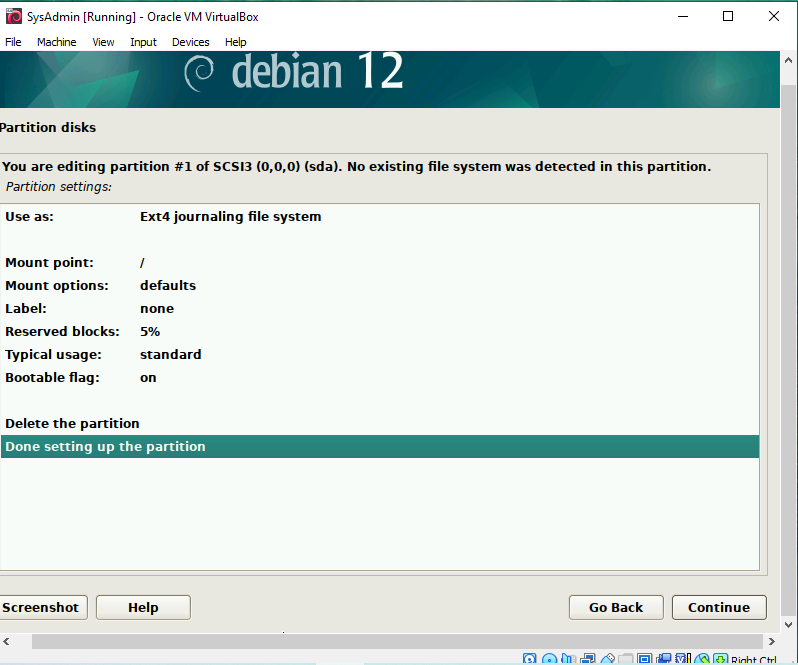 SysAdmin [Running] - Oracle VM VirtualBox
File Machine View Input Devices Help
debian 12
Partition disks
You are editing partition #1 of SCSI3 (0,0,0) (sda). No existing file system was detected in this partition.
Partition settings:
Use as: Ext4 journaling file system
Mount point: /
Mount options: defaults
Label: none
Reserved blocks: 5%
Typical usage: standard
Bootable flag: on
Delete the partition
Done setting up the partition
Screenshot Help Go Back Continue
Right Ctrl